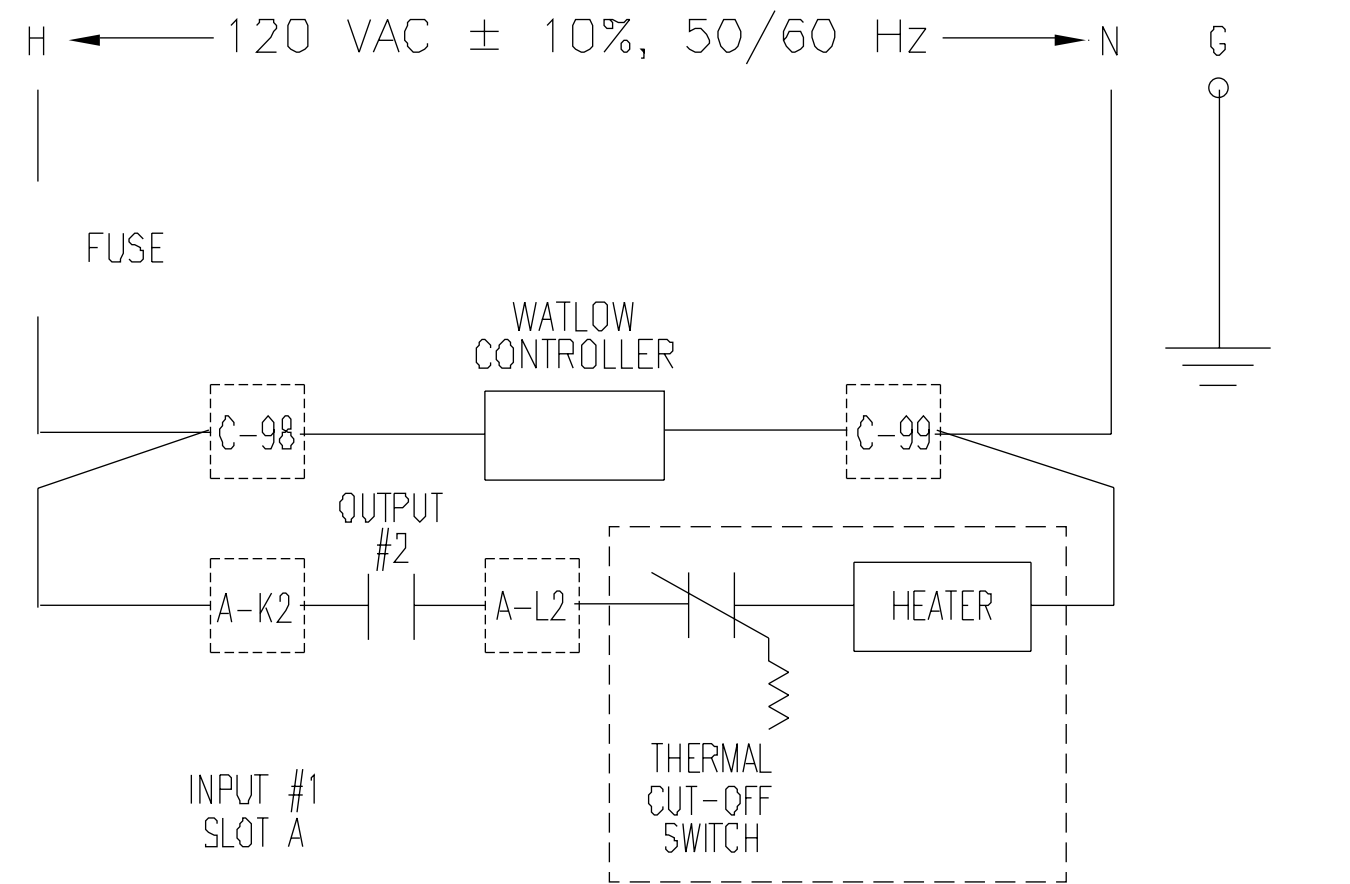 H 120 VAC ± 10%, 50/60 Hz N G
FUSE
WATLOW
CONTROLLER
C-98
C-99
OUTPUT
#2
A-K2
A-L2
HEATER
THERMAL
CUT-OFF
SWITCH
INPUT #1
SLOT A